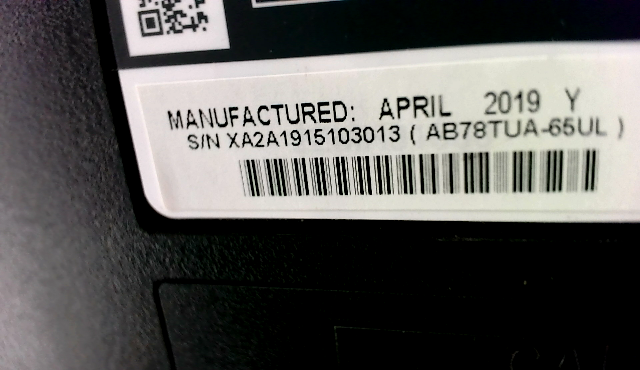 MANUFACTURED: APRIL 2019 Y
S/N XA2A1915103013 ( AB78TUA-65UL )